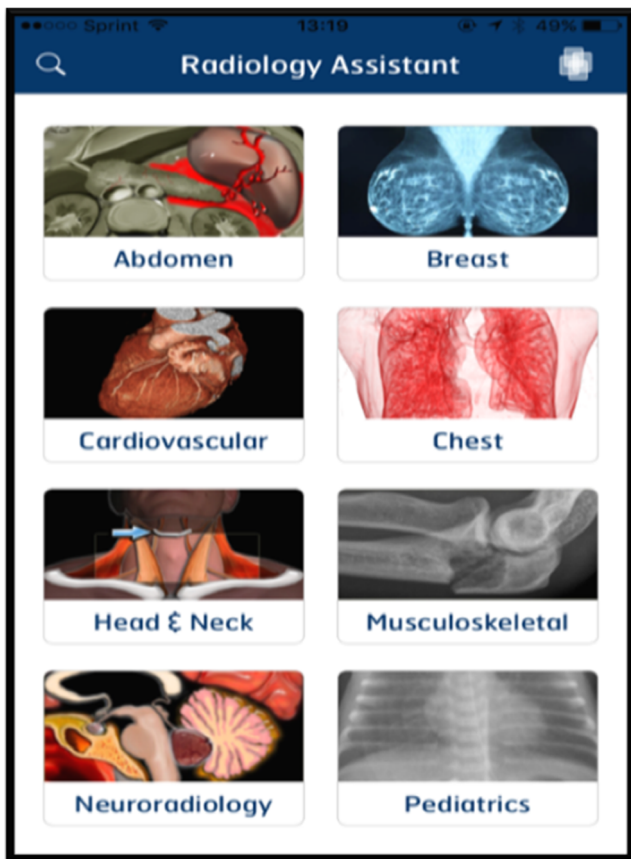 Sprint 13:19 49%
Radiology Assistant
Abdomen Breast
Cardiovascular Chest
Head & Neck Musculoskeletal
Neuroradiology Pediatrics